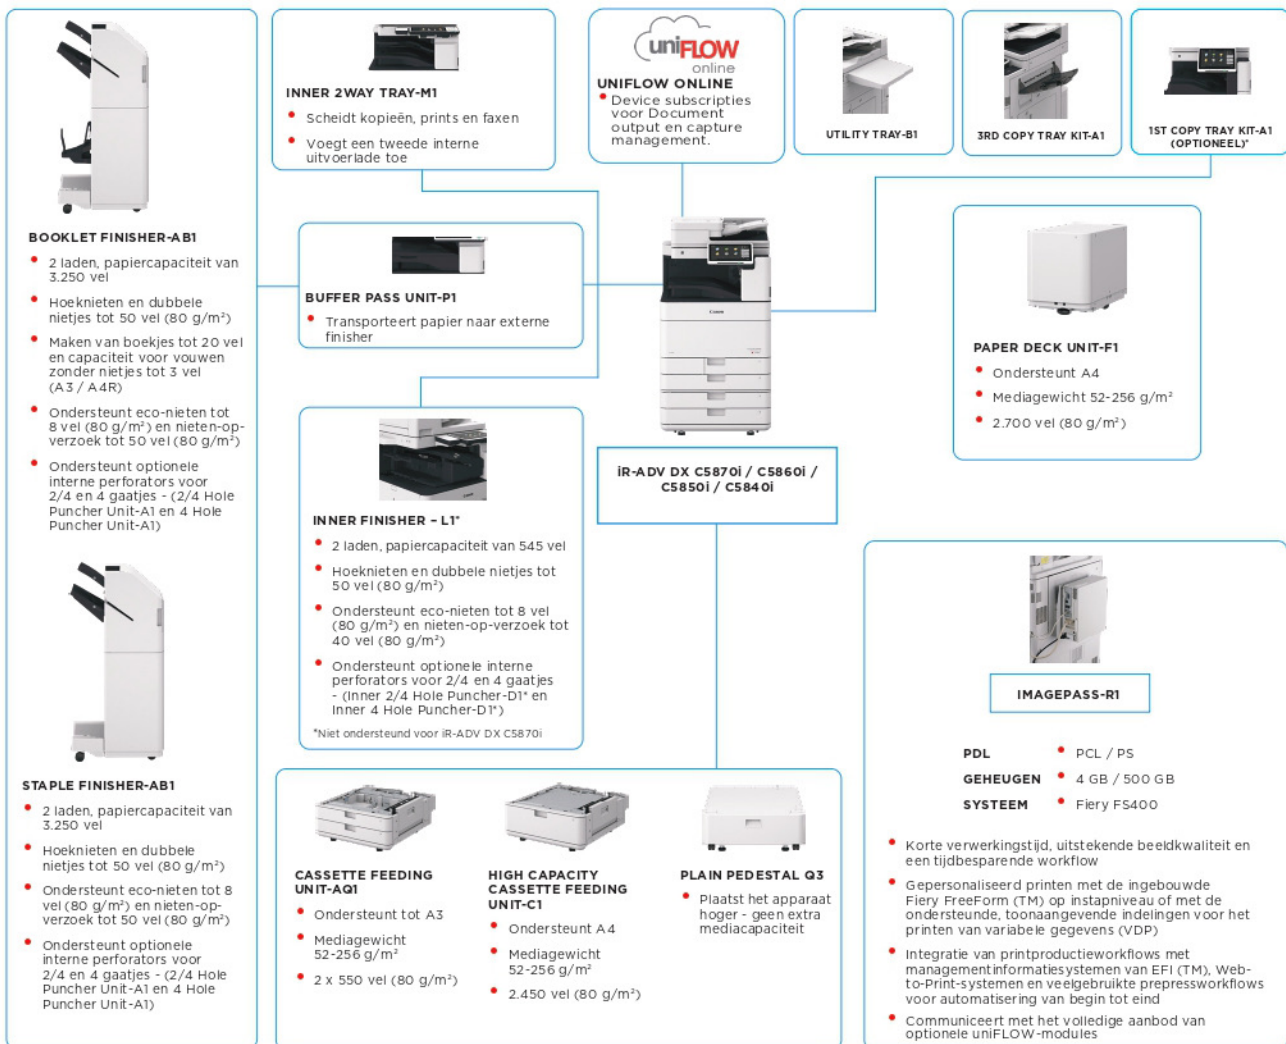 BOOKLET FINISHER-AB1
2 laden, papiercapaciteit van
3.250 vel
Hoeknieten en dubbele
nietjes tot 50 vel (80 g/m²)
Maken van boekjes tot 20 vel
en capaciteit voor vouwen
zonder nietjes tot 3 vel
(A3 / A4R)
Ondersteunt eco-nieten tot
8 vel (80 g/m²) en nieten-op-
verzoek tot 50 vel (80 g/m²)
Ondersteunt optionele
interne perforators voor
2/4 en 4 gaatjes - (2/4 Hole
Puncher Unit-A1 en 4 Hole
Puncher Unit-A1)
STAPLE FINISHER-AB1
2 laden, papiercapaciteit van
3.250 vel
Hoeknieten en dubbele
nietjes tot 50 vel (80 g/m²)
Ondersteunt eco-nieten tot 8
vel (80 g/m²) en nieten-op-
verzoek tot 50 vel (80 g/m²)
Ondersteunt optionele
interne perforators voor
2/4 en 4 gaatjes - (2/4 Hole
Puncher Unit-A1 en 4 Hole
Puncher Unit-A1)
INNER 2WAY TRAY-M1
Scheidt kopieën, prints en faxen
Voegt een tweede interne
uitvoerlade toe
BUFFER PASS UNIT-P1
Transporteert papier naar externe
finisher
INNER FINISHER – L1*
2 laden, papiercapaciteit van 545 vel
Hoeknieten en dubbele nietjes tot
50 vel (80 g/m²)
Ondersteunt eco-nieten tot 8 vel
(80 g/m²) en nieten-op-verzoek tot
40 vel (80 g/m²)
Ondersteunt optionele interne
perforators voor 2/4 en 4 gaatjes
- (Inner 2/4 Hole Puncher-D1* en
Inner 4 Hole Puncher-D1*)
*Niet ondersteund voor iR-ADV DX C5870i
uniFLOW
online
UNIFLOW ONLINE
Device subscripties
voor Document
output en capture
management.
UTILITY TRAY-B1
3RD COPY TRAY KIT-A1
1ST COPY TRAY KIT-A1
(OPTIONEEL)*
Canon
iR-ADV DX C5870i / C5860i /
C5850i / C5840i
PAPER DECK UNIT-F1
Ondersteunt A4
Mediagewicht 52-256 g/m²
2.700 vel (80 g/m²)
CASSETTE FEEDING
UNIT-AQ1
Ondersteunt tot A3
Mediagewicht
52-256 g/m²
2 x 550 vel (80 g/m²)
HIGH CAPACITY
CASSETTE FEEDING
UNIT-C1
Ondersteunt A4
Mediagewicht
52-256 g/m²
2.450 vel (80 g/m²)
PLAIN PEDESTAL Q3
Plaatst het apparaat
hoger - geen extra
mediacapaciteit
IMAGEPASS-R1
PDL PCL / PS
GEHEUGEN 4 GB / 500 GB
SYSTEEM Fiery FS400
Korte verwerkingstijd, uitstekende beeldkwaliteit en
een tijdbesparende workflow
Gepersonaliseerd printen met de ingebouwde
Fiery FreeForm (TM) op instapniveau of met de
ondersteunde, toonaangevende indelingen voor het
printen van variabele gegevens (VDP)
Integratie van printproductieworkflows met
managementinformatiesystemen van EFI (TM), Web-
to-Print-systemen en veelgebruikte prepressworkflows
voor automatisering van begin tot eind
Communiceert met het volledige aanbod van
optionele uniFLOW-modules